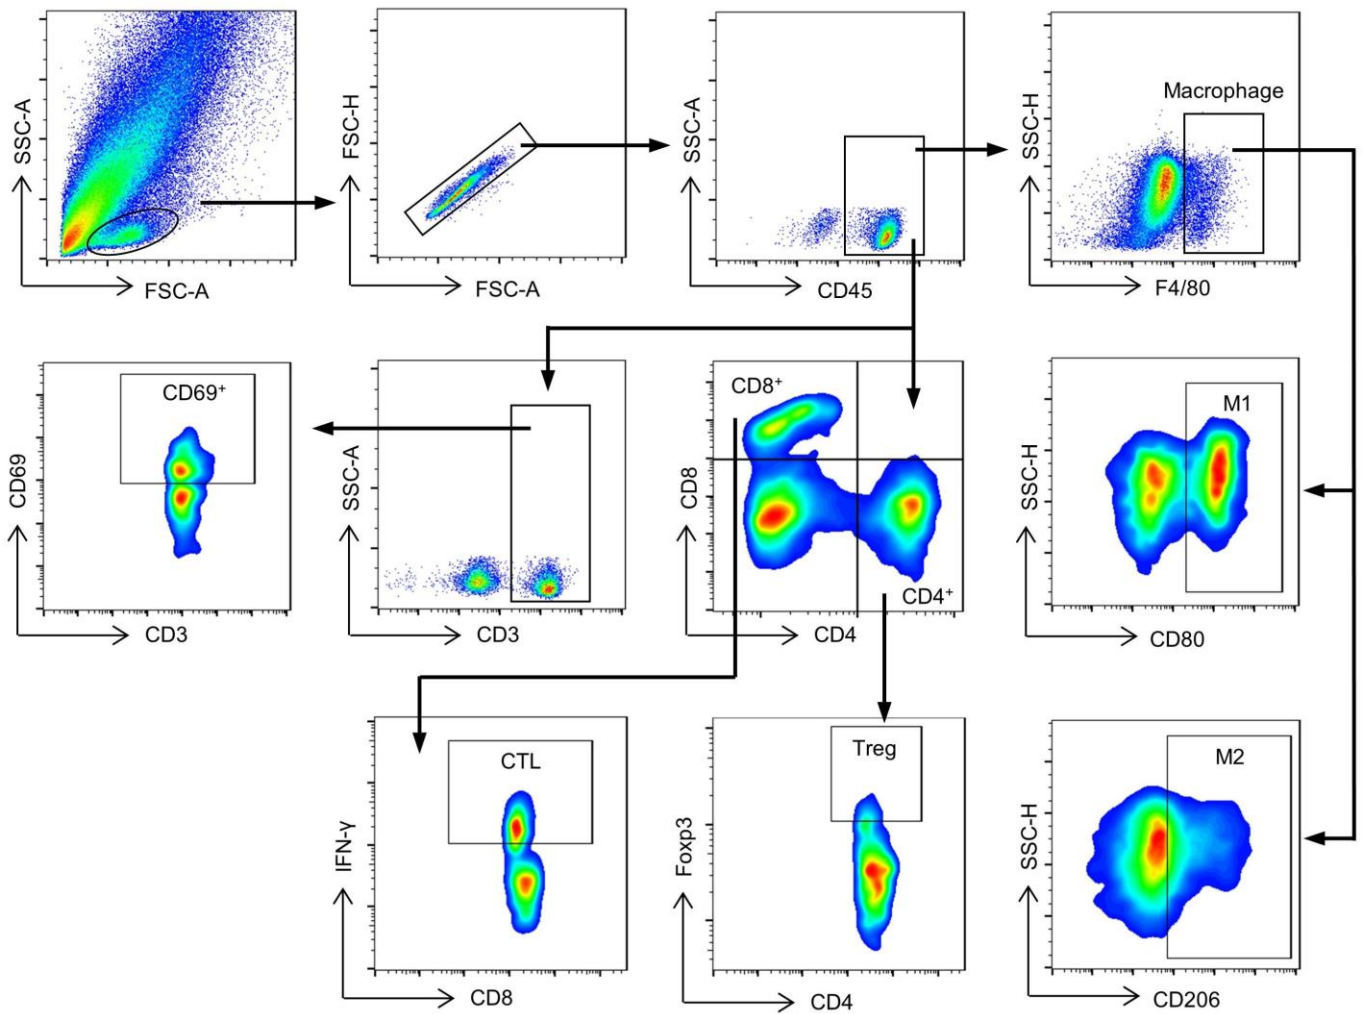 SSC-A
FSC-A
FSC-H
FSC-A
SSC-A
CD45
SSC-H
Macrophage
F4/80
CD69⁺
CD69
CD3
SSC-A
CD3
CD8⁺
CD8
CD4⁺
CD4
M1
SSC-H
CD80
CTL
IFN-γ
CD8
Treg
Foxp3
CD4
M2
SSC-H
CD206